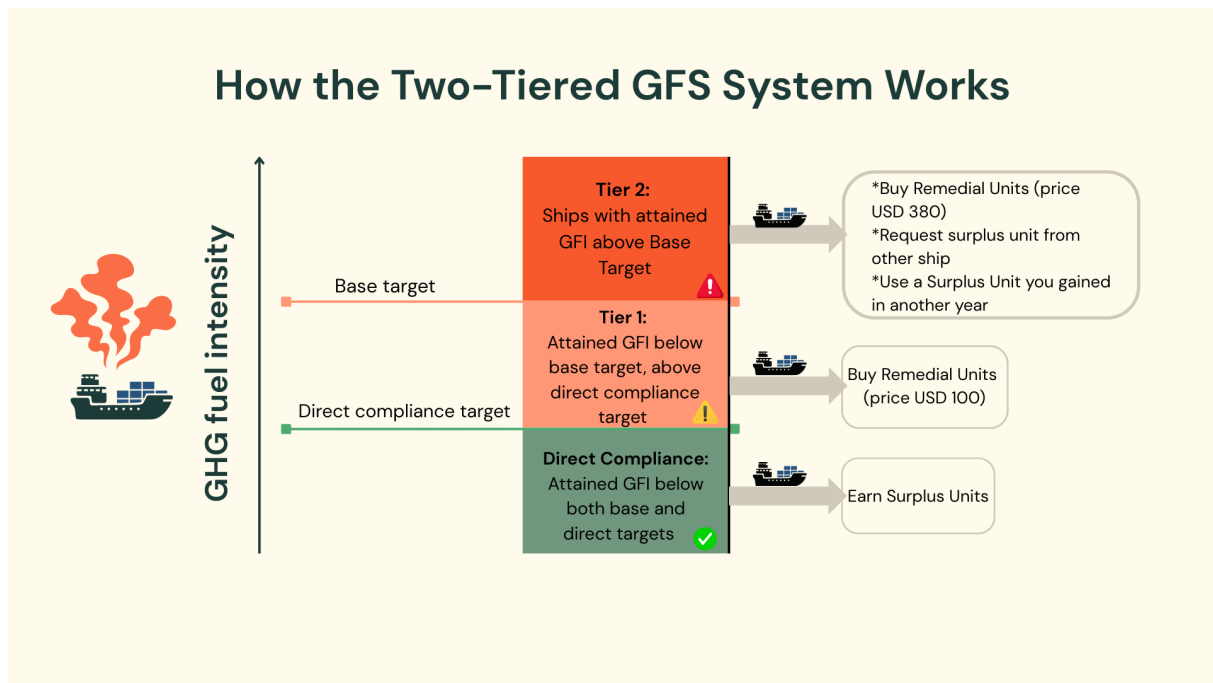 How the Two-Tiered GFS System Works
GHG fuel intensity
Base target
Direct compliance target
Tier 2:
Ships with attained
GFI above Base
Target
Tier 1:
Attained GFI below
base target, above
direct compliance
target
Direct Compliance:
Attained GFI below
both base and
direct targets
*Buy Remedial Units (price
USD 380)
*Request surplus unit from
other ship
*Use a Surplus Unit you gained
in another year
Buy Remedial Units
(price USD 100)
Earn Surplus Units